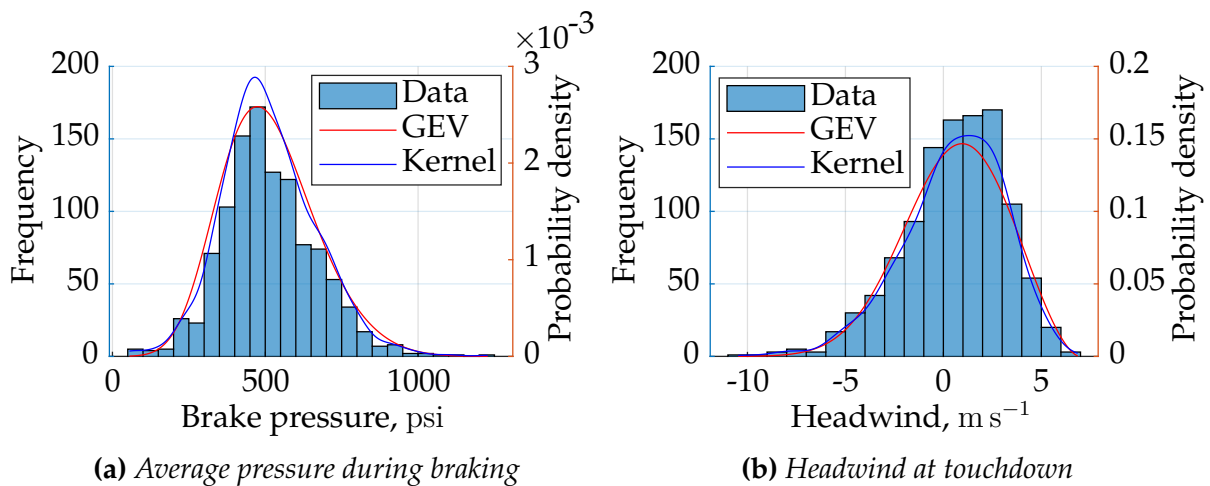 ×10⁻³
200
150
100
50
0
Frequency
3
2
1
0
Probability density
Data
GEV
Kernel
0
500
1000
Brake pressure, psi
(a) Average pressure during braking
200
150
100
50
0
Frequency
0.2
0.15
0.1
0.05
0
Probability density
Data
GEV
Kernel
-10
-5
0
5
Headwind, m s⁻¹
(b) Headwind at touchdown